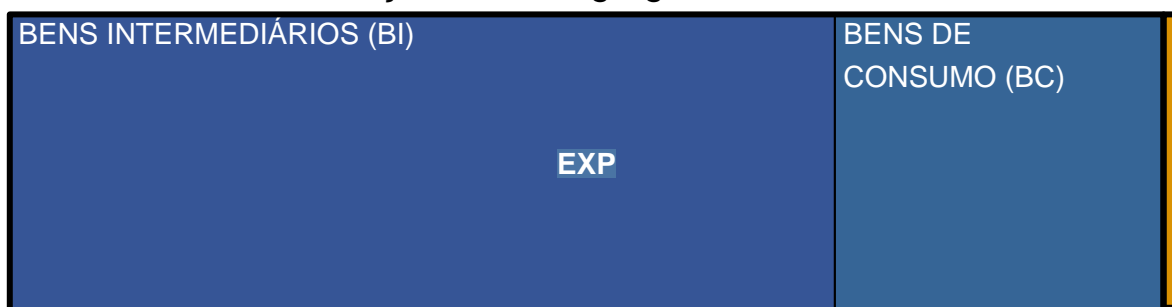 BENS INTERMEDIÁRIOS (BI)
BENS DE
CONSUMO (BC)
EXP